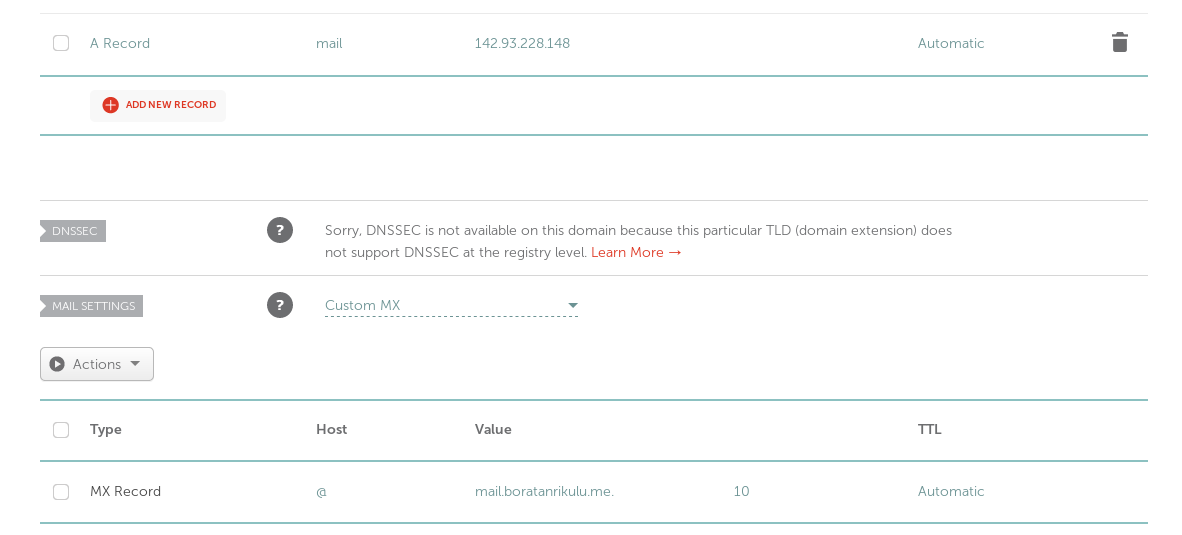 A Record mail 142.93.228.148 Automatic
ADD NEW RECORD
DNSSEC ? Sorry, DNSSEC is not available on this domain because this particular TLD (domain extension) does
not support DNSSEC at the registry level. Learn More →
MAIL SETTINGS ? Custom MX
Actions
Type Host Value TTL
MX Record @ mail.boratanrikulu.me. 10 Automatic